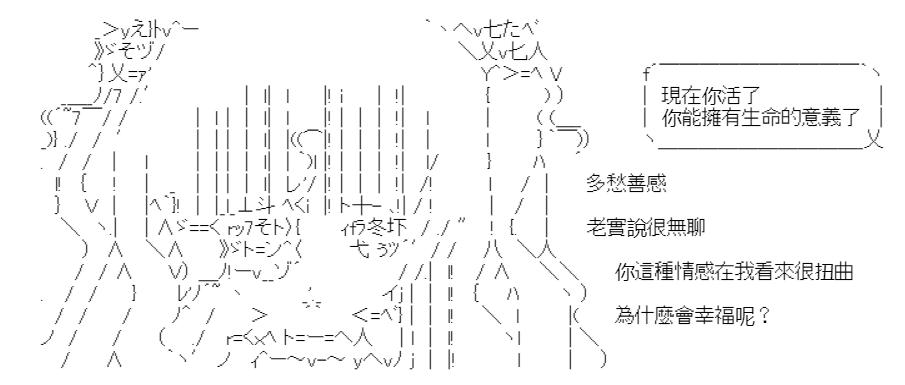 現在你活了
你能擁有生命的意義了
多愁善感
老實說很無聊
你這種情感在我看來很扭曲
為什麼會幸福呢？